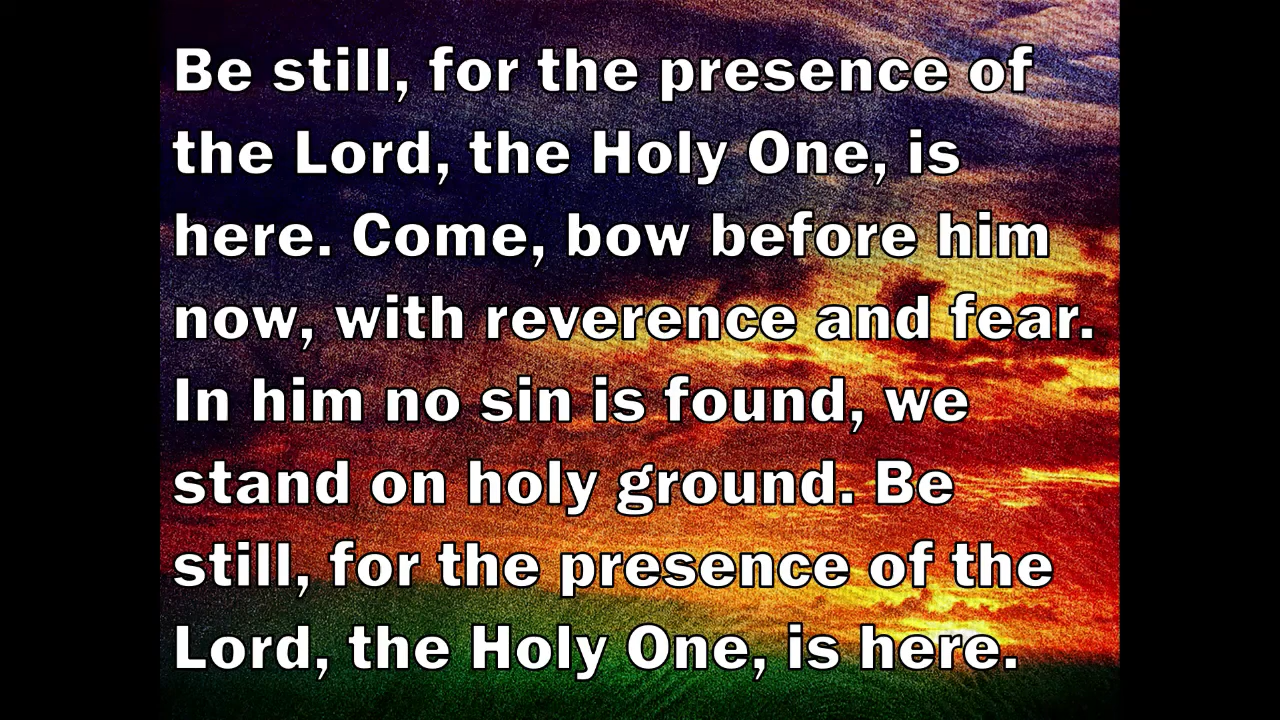 Be still, for the presence of
the Lord, the Holy One, is
here. Come, bow before him
now, with reverence and fear.
In him no sin is found, we
stand on holy ground. Be
still, for the presence of the
Lord, the Holy One, is here.